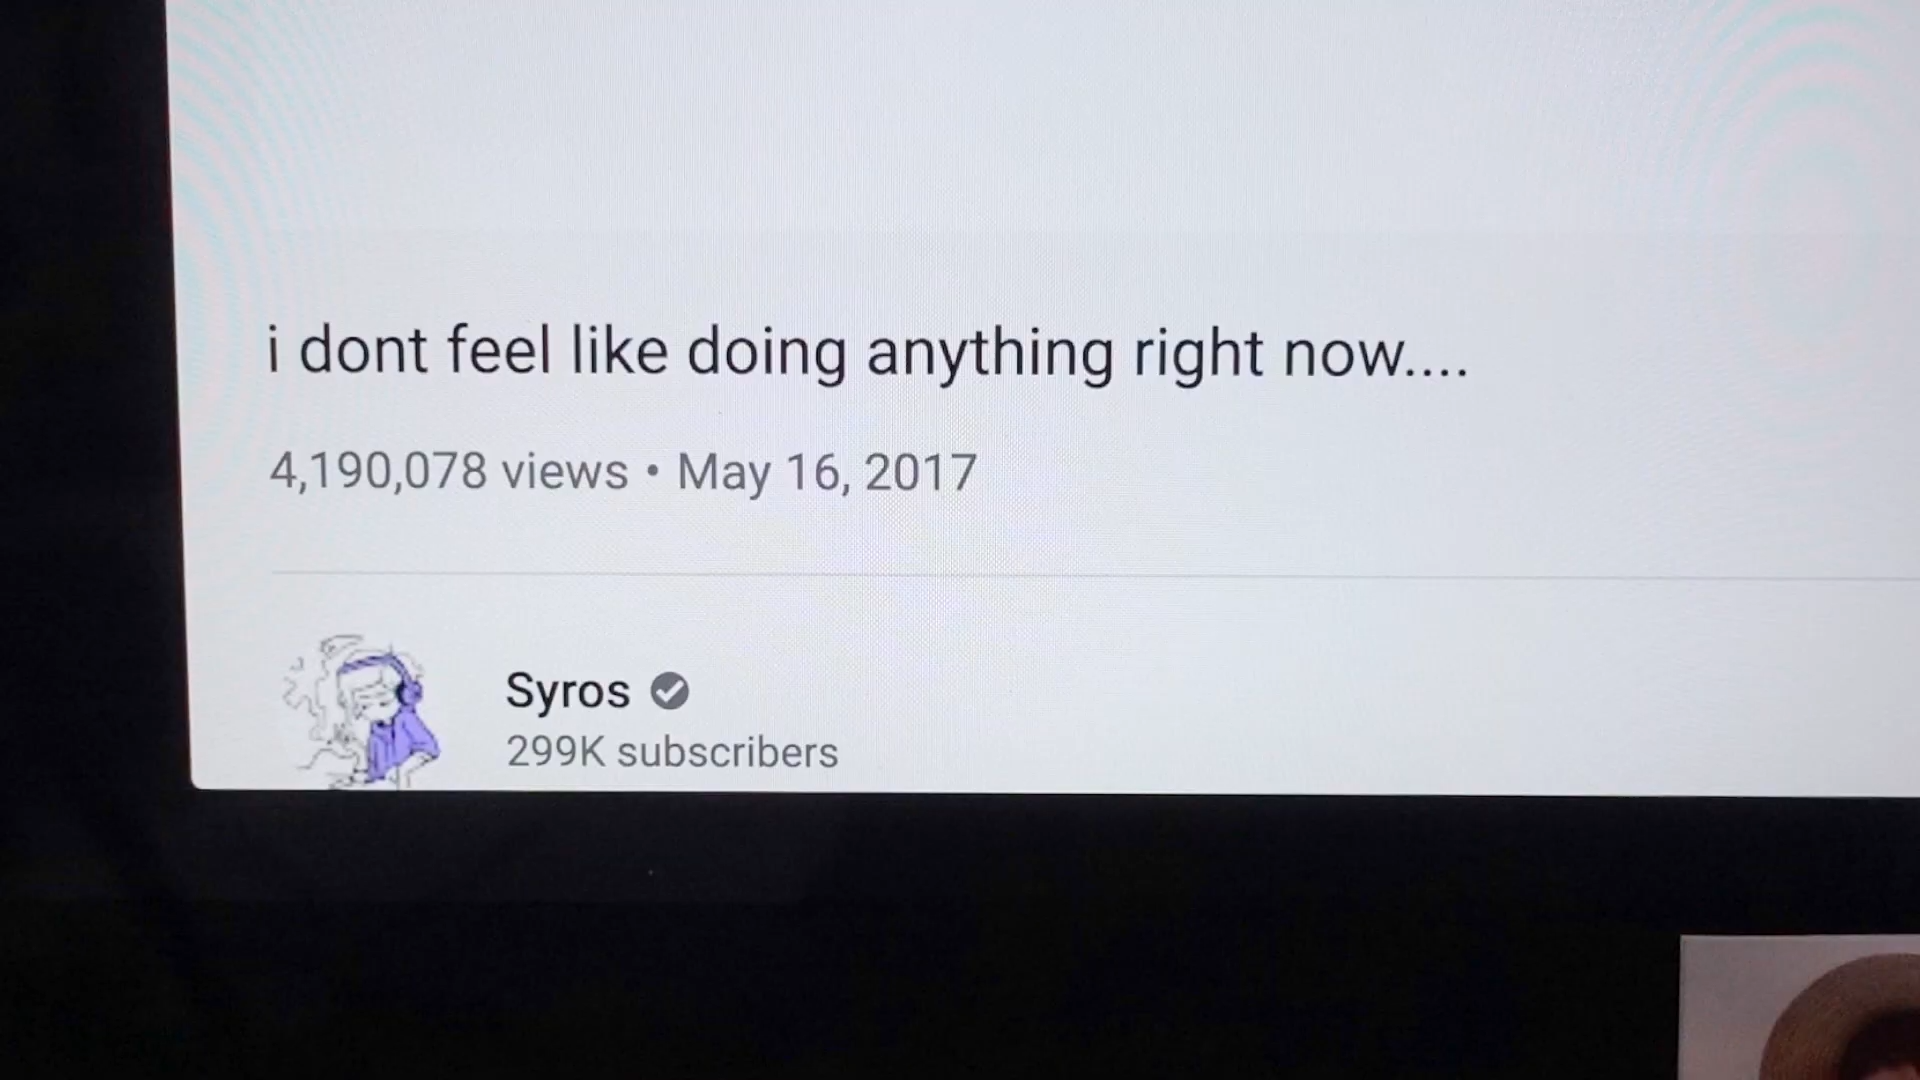 i dont feel like doing anything right now....
4,190,078 views • May 16, 2017
Syros
299K subscribers